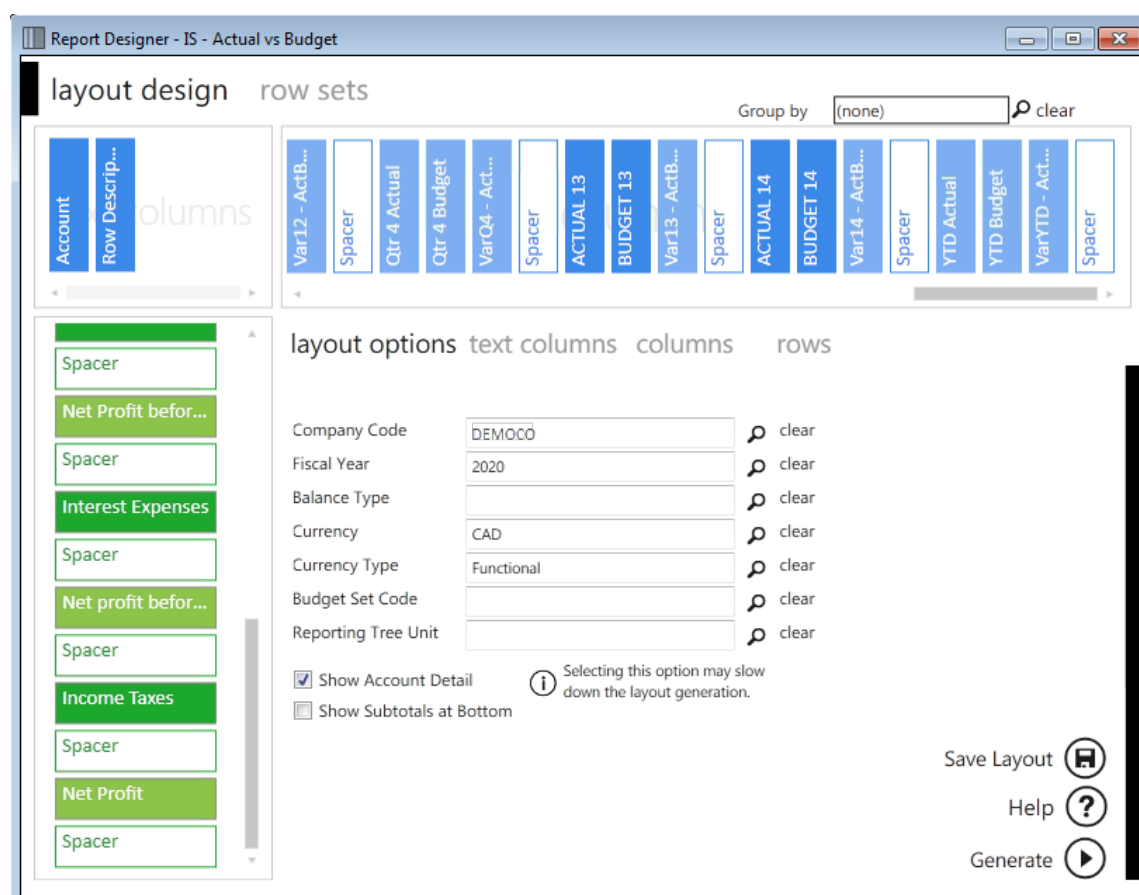 Report Designer - IS - Actual vs Budget
layout design row sets
Group by (none) clear
Account
Row Descrip...
columns
Var12 - ActB...
Spacer
Qtr 4 Actual
Qtr 4 Budget
VarQ4 - Act...
Spacer
ACTUAL 13
BUDGET 13
Var13 - ActB...
Spacer
ACTUAL 14
BUDGET 14
Var14 - ActB...
Spacer
YTD Actual
YTD Budget
VarYTD - Act...
Spacer
Spacer
Net Profit befor...
Spacer
Interest Expenses
Spacer
Net profit befor...
Spacer
Income Taxes
Spacer
Net Profit
Spacer
layout options text columns columns rows
Company Code DEMOCO clear
Fiscal Year 2020 clear
Balance Type clear
Currency CAD clear
Currency Type Functional clear
Budget Set Code clear
Reporting Tree Unit clear
Show Account Detail
Selecting this option may slow
down the layout generation.
Show Subtotals at Bottom
Save Layout
Help ?
Generate